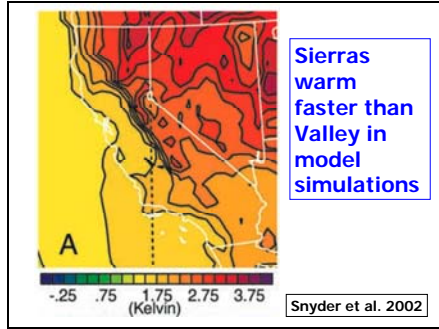 Sierras
warm
faster than
Valley in
model
simulations
A
-.25 .75 1.75 2.75 3.75
(Kelvin)
Snyder et al. 2002